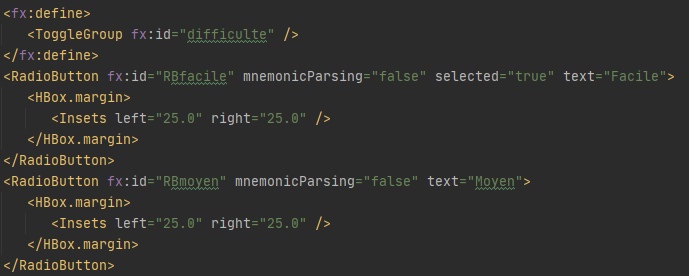 <fx:define>
    <ToggleGroup fx:id="difficulte" />
</fx:define>
<RadioButton fx:id="RBfacile" mnemonicParsing="false" selected="true" text="Facile">
    <HBox.margin>
        <Insets left="25.0" right="25.0" />
    </HBox.margin>
</RadioButton>
<RadioButton fx:id="RBmoyen" mnemonicParsing="false" text="Moyen">
    <HBox.margin>
        <Insets left="25.0" right="25.0" />
    </HBox.margin>
</RadioButton>